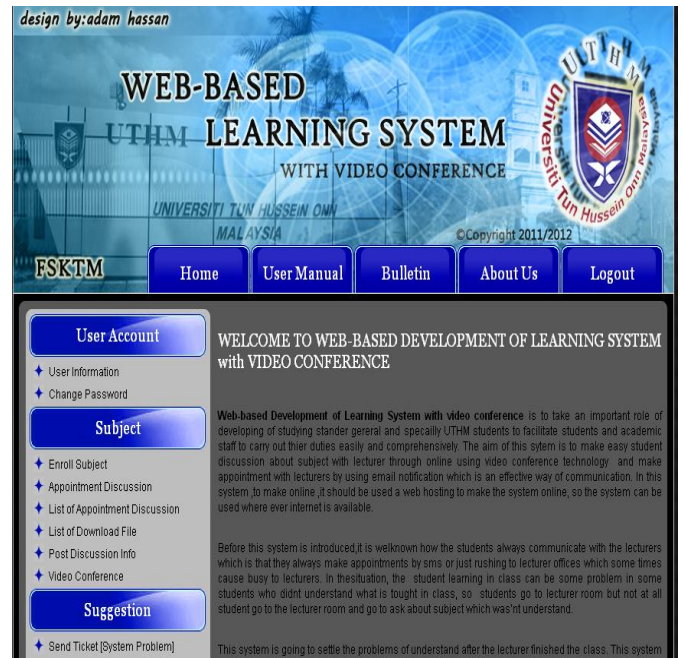 design by:adam hassan
WEB-BASED
UTHM LEARNING SYSTEM
WITH VIDEO CONFERENCE
UNIVERSITI TUN HUSSEIN ONN
MALAYSIA
UTHM
Universiti Tun Hussein Onn Malaysia
©Copyright 2011/2012
FSKTM
Home User Manual Bulletin About Us Logout
User Account
User Information
Change Password
Subject
Enroll Subject
Appointment Discussion
List of Appointment Discussion
List of Download File
Post Discussion Info
Video Conference
Suggestion
Send Ticket [System Problem]
WELCOME TO WEB-BASED DEVELOPMENT OF LEARNING SYSTEM
with VIDEO CONFERENCE
Web-based Development of Learning System with video conference is to take an important role of
developing of studying stander gereral and specailly UTHM students to facilitate students and academic
staff to carry out thier duties easily and comprehensively. The aim of this sytem is to make easy student
discussion about subject with lecturer through online using video conference technology and make
appointment with lecturers by using email notification which is an effective way of communication. In this
system ,to make online ,it should be used a web hosting to make the system online, so the system can be
used where ever internet is available.
Before this system is introduced,it is welknown how the students always communicate with the lecturers
which is that they always make appointments by sms or just rushing to lecturer offices which some times
cause busy to lecturers. In thesituation, the student learning in class can be some problem in some
students who didnt understand what is tought in class, so students go to lecturer room but not at all
student go to the lecturer room and go to ask about subject which was'nt understand.
This system is going to settle the problems of understand after the lecturer finished the class. This system